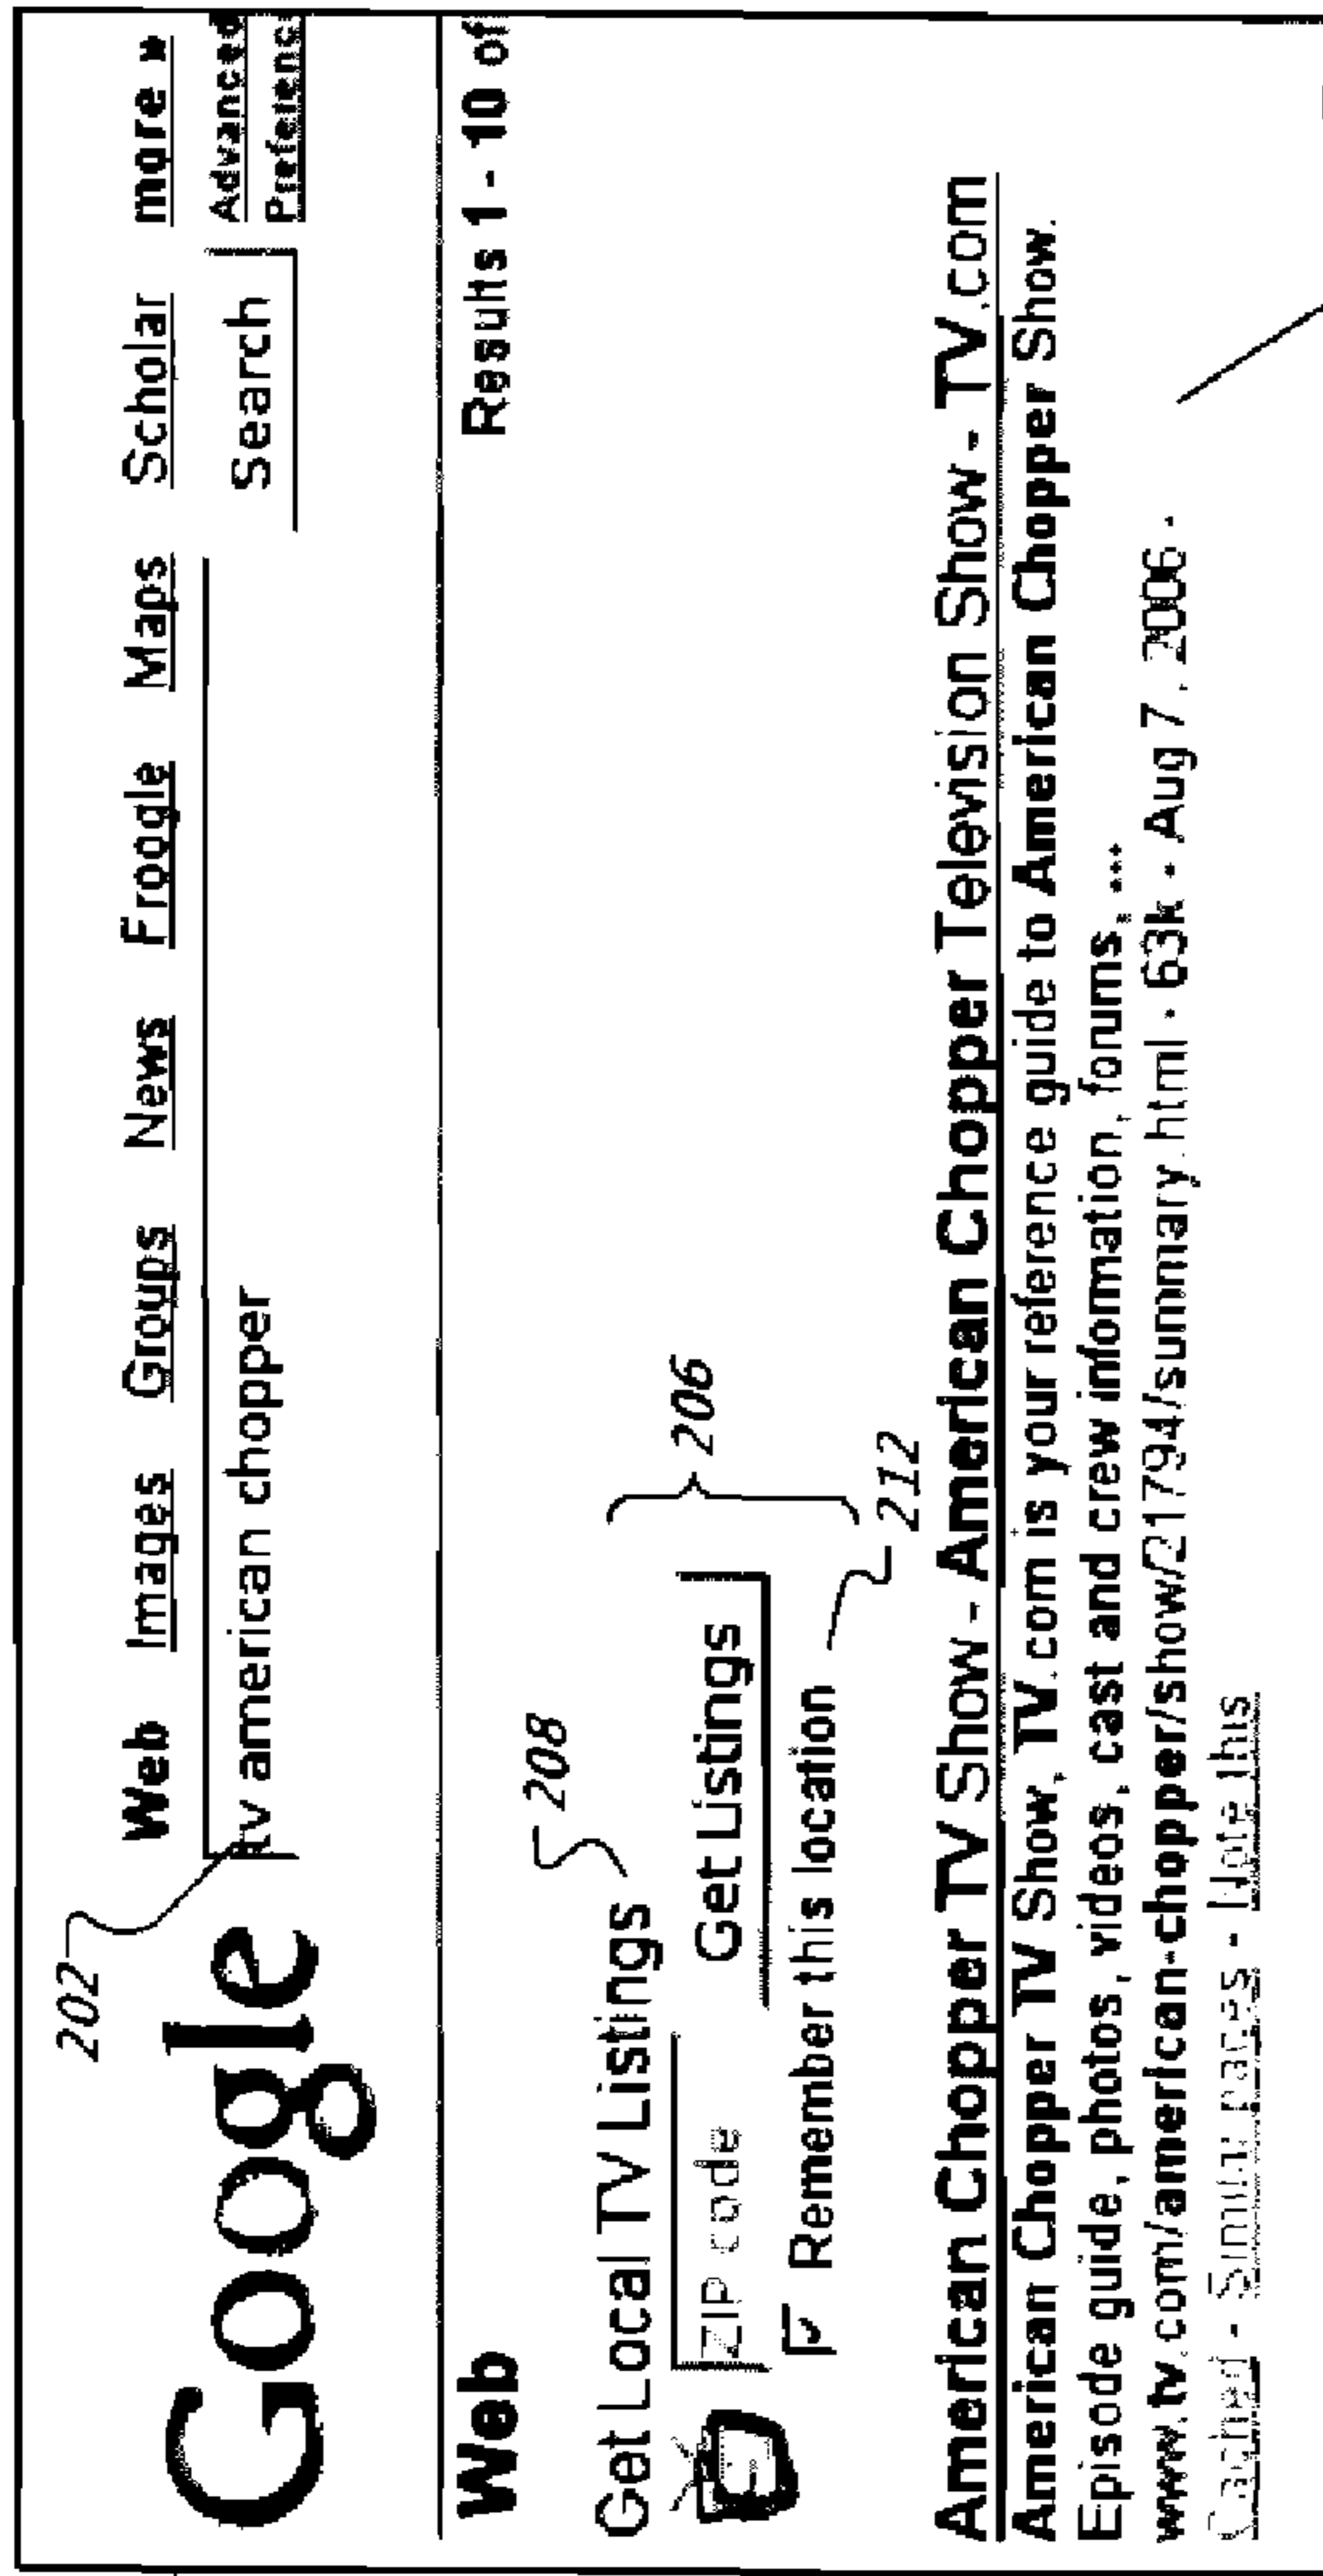 202
Google
Web Images Groups News Froogle Maps Scholar more »
tv american chopper
Search
Advanced
Preferenc
Web
Results 1 - 10 of
208
Get Local TV Listings
ZIP code
Get Listings
206
Remember this location
212
American Chopper TV Show - American Chopper Television Show - TV.com
American Chopper TV Show, TV.com is your reference guide to American Chopper Show.
Episode guide, photos, videos, cast and crew information, forums, ...
www.tv.com/american-chopper/show/21794/summary.html - 63k - Aug 7, 2006 -
Cached - Similar pages - Note this